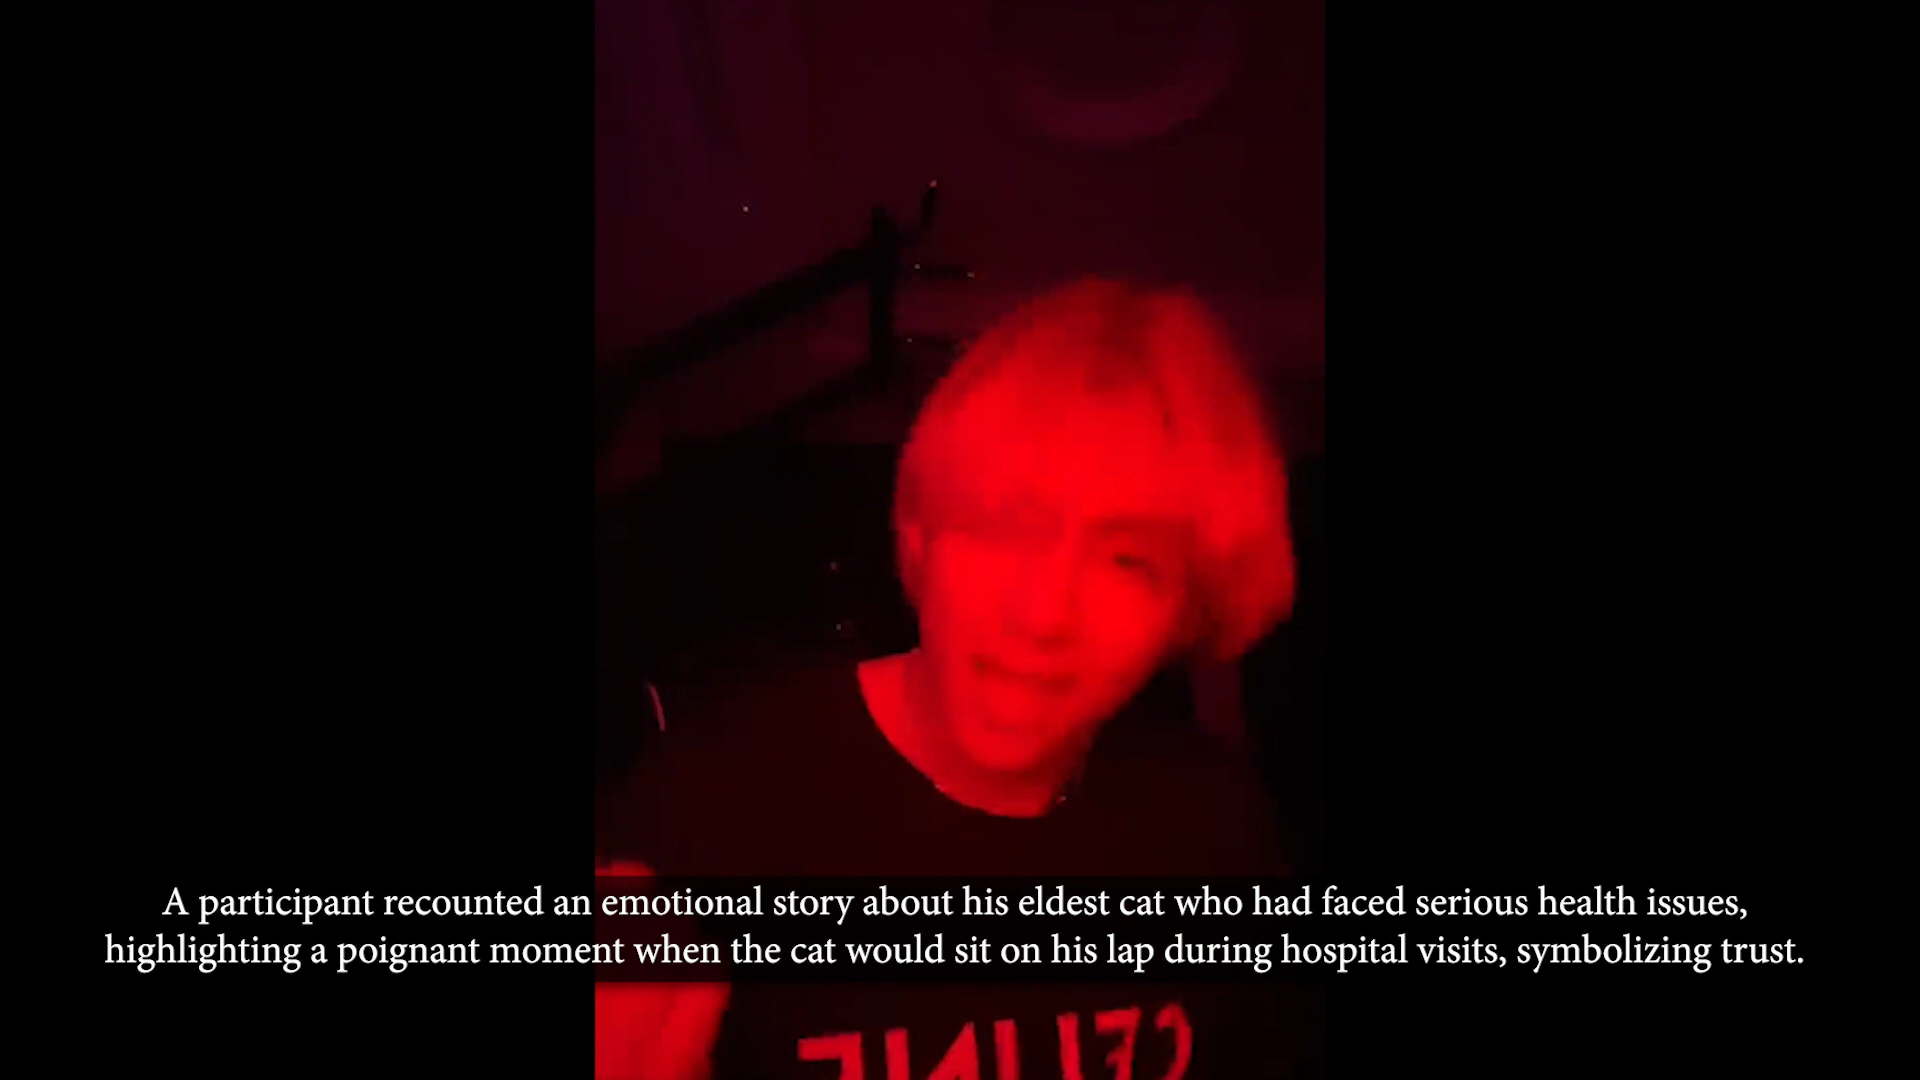 A participant recounted an emotional story about his eldest cat who had faced serious health issues,
highlighting a poignant moment when the cat would sit on his lap during hospital visits, symbolizing trust.
CELINE